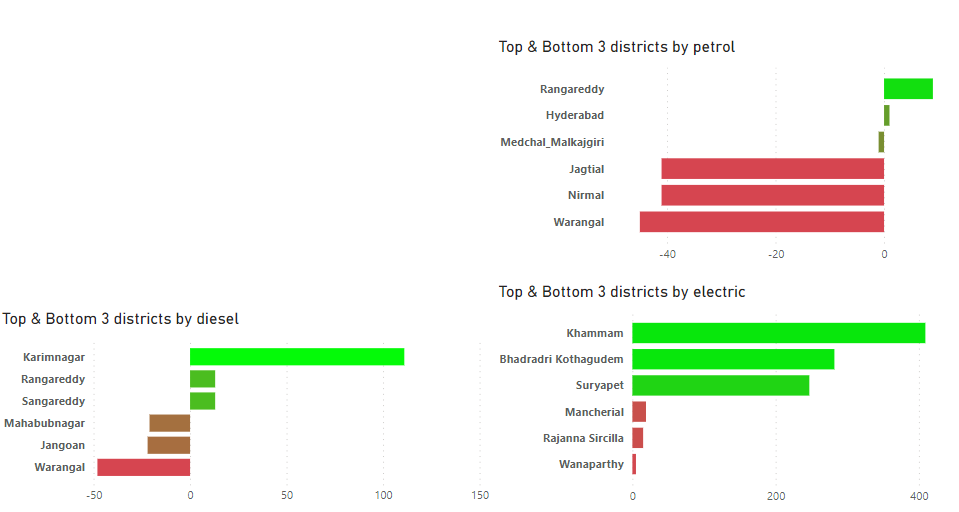 Top & Bottom 3 districts by petrol
Rangareddy
Hyderabad
Medchal_Malkajgiri
Jagtial
Nirmal
Warangal
-40 -20 0
Top & Bottom 3 districts by electric
Khammam
Bhadradri Kothagudem
Suryapet
Mancherial
Rajanna Sircilla
Wanaparthy
0 200 400
Top & Bottom 3 districts by diesel
Karimnagar
Rangareddy
Sangareddy
Mahabubnagar
Jangoan
Warangal
-50 0 50 100 150